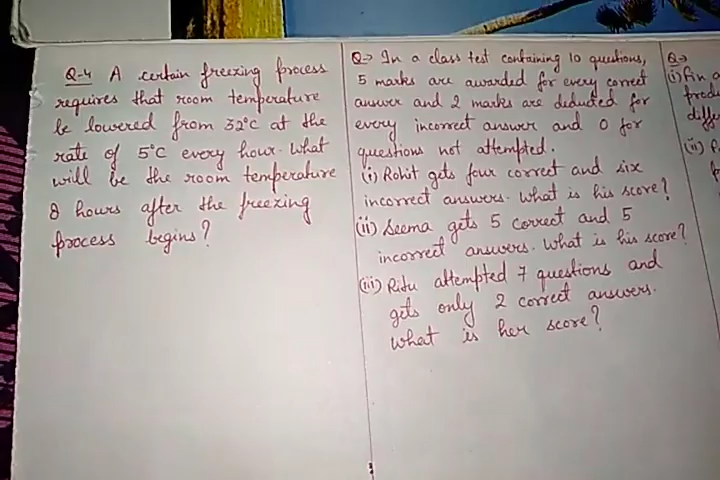 Q-4 A certain freezing process
requires that room temperature
be lowered from 32°C at the
rate of 5°C every hour. What
will be the room temperature
8 hours after the freezing
process begins?
Q→ In a class test containing 10 questions,
5 marks are awarded for every correct
answer and 2 marks are deducted for
every incorrect answer and 0 for
questions not attempted.
(i) Rohit gets four correct and six
incorrect answers. What is his score?
(ii) Seema gets 5 correct and 5
incorrect answers. What is his score?
(iii) Ritu attempted 7 questions and
gets only 2 correct answers.
What is her score?
Q→
(i)
(ii)